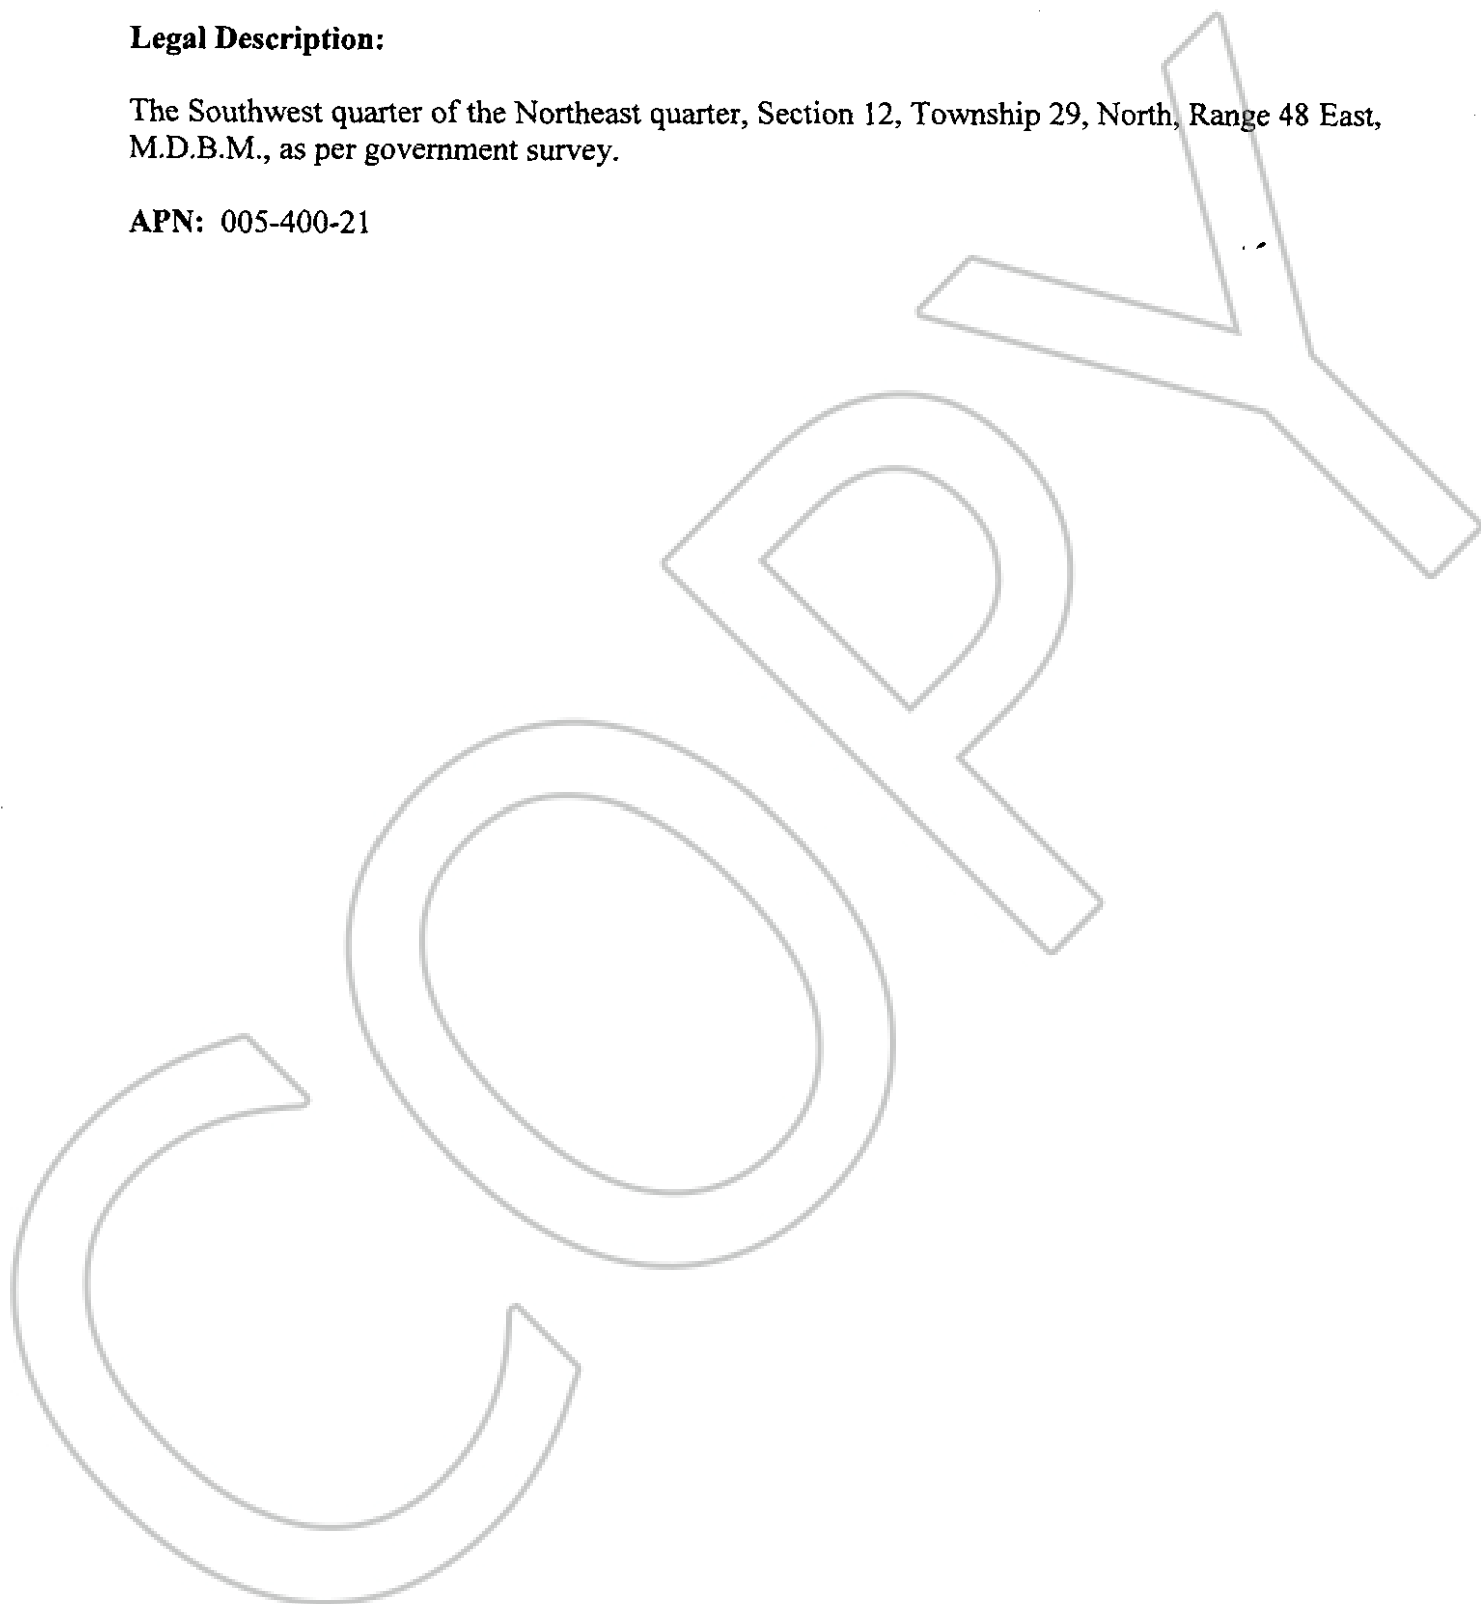 Legal Description:
The Southwest quarter of the Northeast quarter, Section 12, Township 29, North, Range 48 East,
M.D.B.M., as per government survey.
APN: 005-400-21
COPY